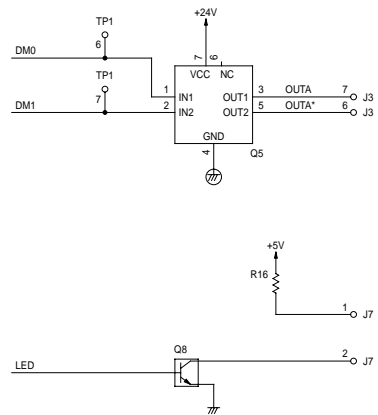 +24V
TP1
6
DM0
7 6
VCC NC
TP1
7
1 IN1 OUT1 3 OUTA 7 J3
DM1 2 IN2 OUT2 5 OUTA* 6 J3
GND
4
Q5
+5V
R16
1 J7
Q8
2 J7
LED